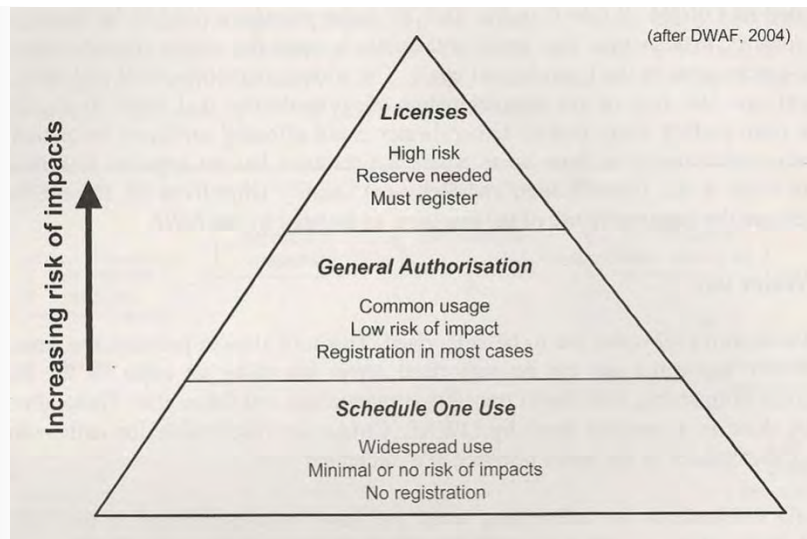 (after DWAF, 2004)
Increasing risk of impacts
Licenses
High risk
Reserve needed
Must register
General Authorisation
Common usage
Low risk of impact
Registration in most cases
Schedule One Use
Widespread use
Minimal or no risk of impacts
No registration